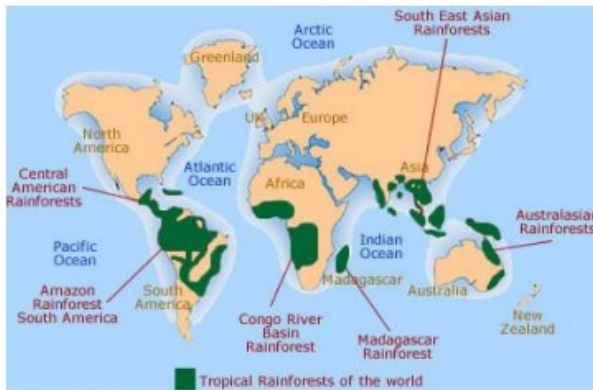 South East Asian
Rainforests
Arctic
Ocean
Greenland
UK
Europe
North
America
Atlantic
Ocean
Asia
Central
American
Rainforests
Africa
Australasian
Rainforests
Pacific
Ocean
Indian
Ocean
Amazon
Rainforest
South America
South
America
Congo River
Basin
Rainforest
Madagascar
Madagascar
Rainforest
Australia
New
Zealand
Tropical Rainforests of the world